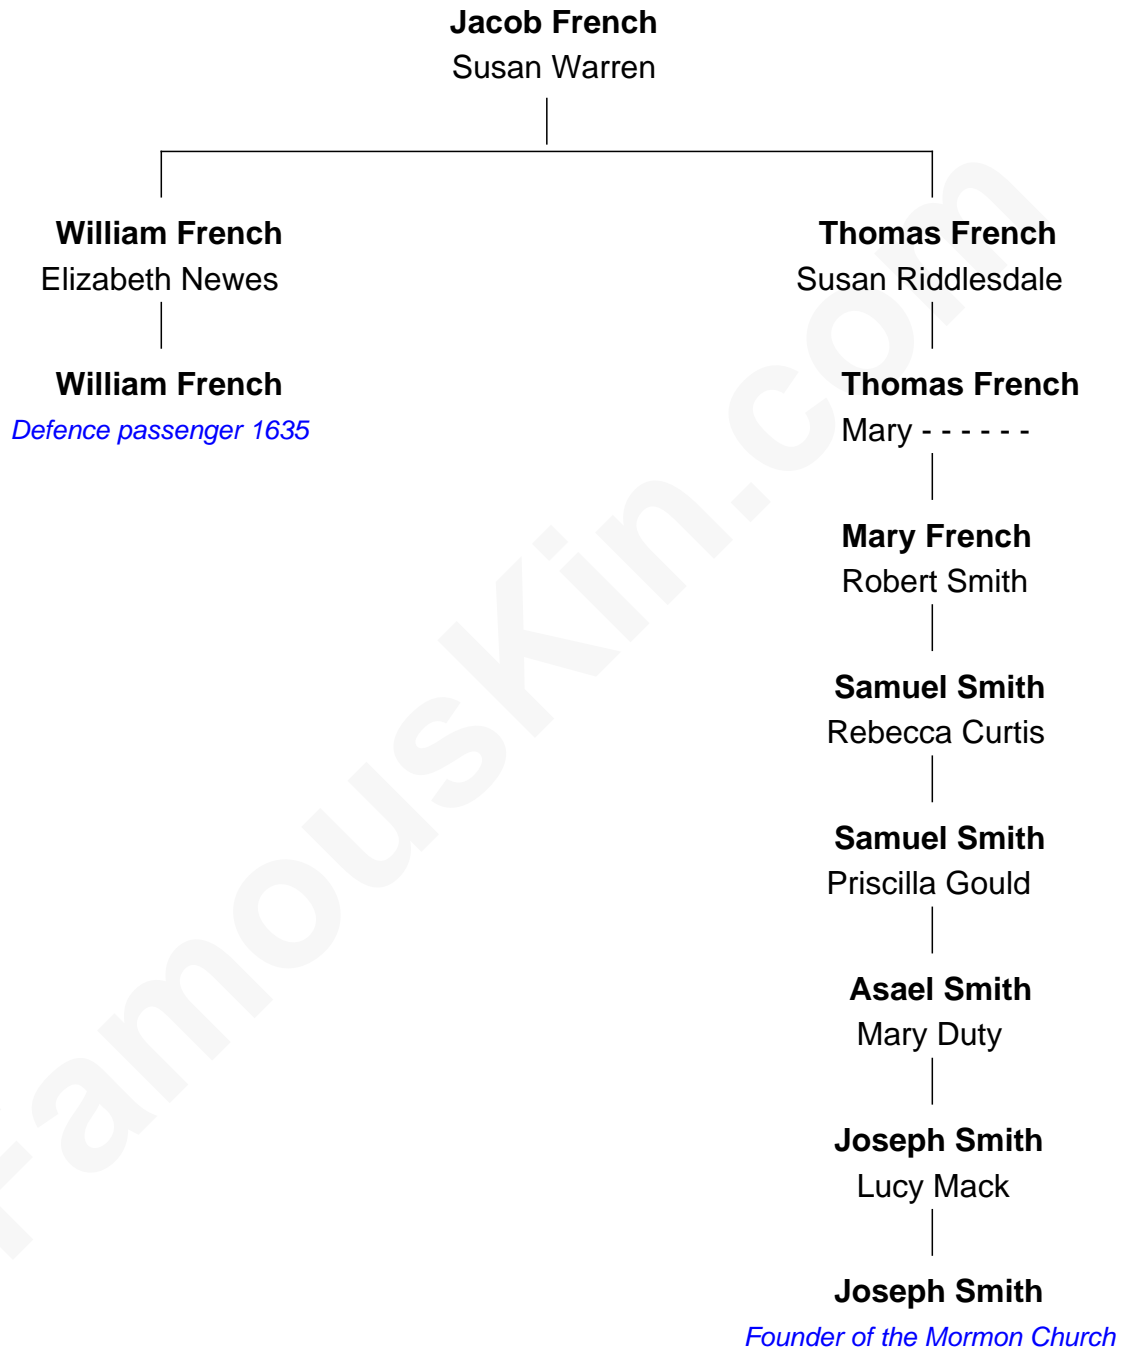 Jacob French
Susan Warren
William French
Elizabeth Newes
William French
Defence passenger 1635
Thomas French
Susan Riddlesdale
Thomas French
Mary - - - - - -
Mary French
Robert Smith
Samuel Smith
Rebecca Curtis
Samuel Smith
Priscilla Gould
Asael Smith
Mary Duty
Joseph Smith
Lucy Mack
Joseph Smith
Founder of the Mormon Church
FamousKin.com